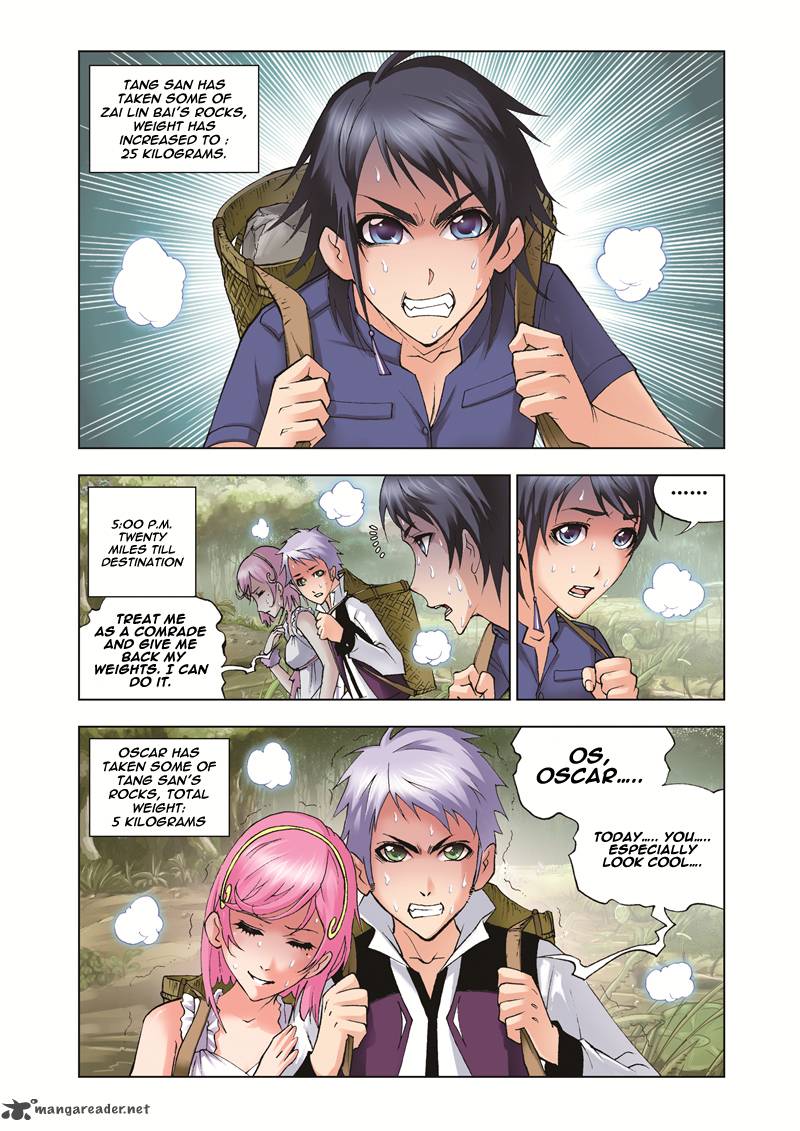 TANG SAN HAS
TAKEN SOME OF
ZAI LIN BAI'S ROCKS,
WEIGHT HAS
INCREASED TO :
25 KILOGRAMS.
5:00 P.M.
TWENTY
MILES TILL
DESTINATION
TREAT ME
AS A COMRADE
AND GIVE ME
BACK MY
WEIGHTS. I CAN
DO IT.
......
OSCAR HAS
TAKEN SOME OF
TANG SAN'S
ROCKS, TOTAL
WEIGHT:
5 KILOGRAMS
OS,
OSCAR.....
TODAY..... YOU.....
ESPECIALLY
LOOK COOL....
mangareader.net